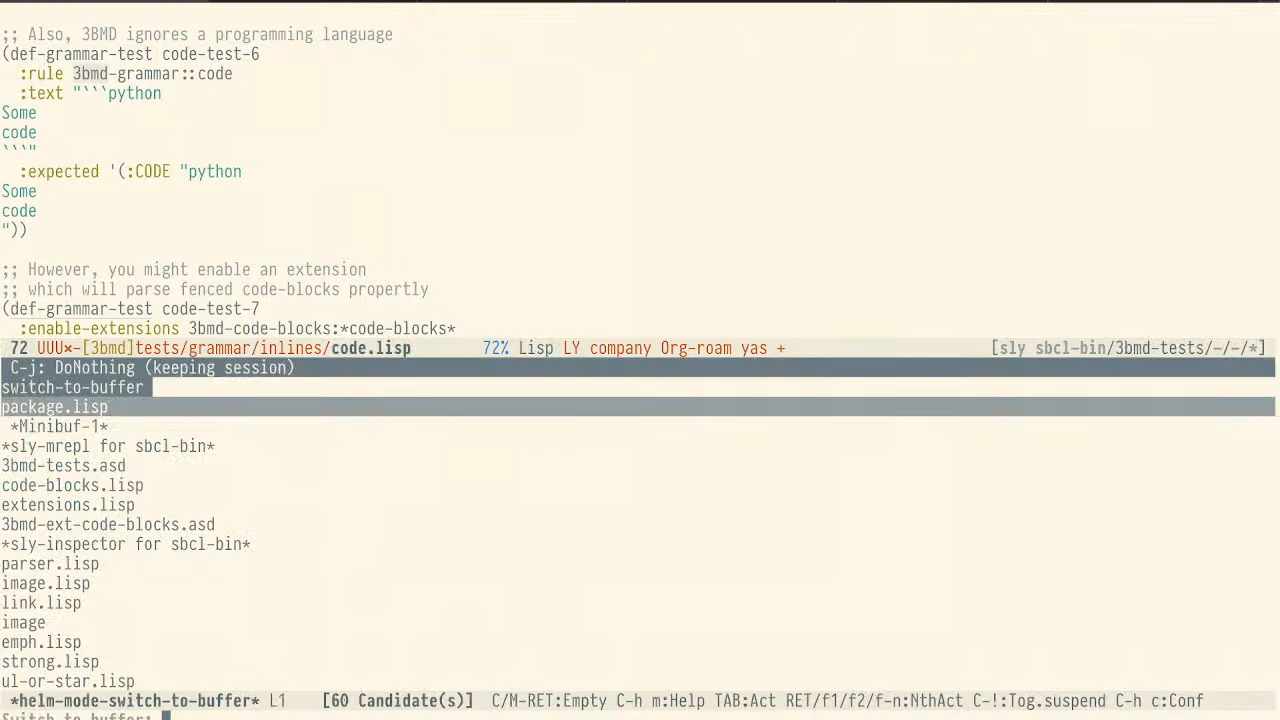 ;; Also, 3BMD ignores a programming language
(def-grammar-test code-test-6
  :rule 3bmd-grammar::code
  :text "```python
Some
code
```"
  :expected '(:CODE "python
Some
code
"))
;; However, you might enable an extension
;; which will parse fenced code-blocks propertly
(def-grammar-test code-test-7
  :enable-extensions 3bmd-code-blocks:*code-blocks*
72 UUU×-[3bmd]tests/grammar/inlines/code.lisp 72% Lisp LY company Org-roam yas + [sly sbcl-bin/3bmd-tests/-/-/*]
C-j: DoNothing (keeping session)
switch-to-buffer
package.lisp
*Minibuf-1*
*sly-mrepl for sbcl-bin*
3bmd-tests.asd
code-blocks.lisp
extensions.lisp
3bmd-ext-code-blocks.asd
*sly-inspector for sbcl-bin*
parser.lisp
image.lisp
link.lisp
image
emph.lisp
strong.lisp
ul-or-star.lisp
*helm-mode-switch-to-buffer* L1 [60 Candidate(s)] C/M-RET:Empty C-h m:Help TAB:Act RET/f1/f2/f-n:NthAct C-!:Tog.suspend C-h c:Conf
Switch to buffer: